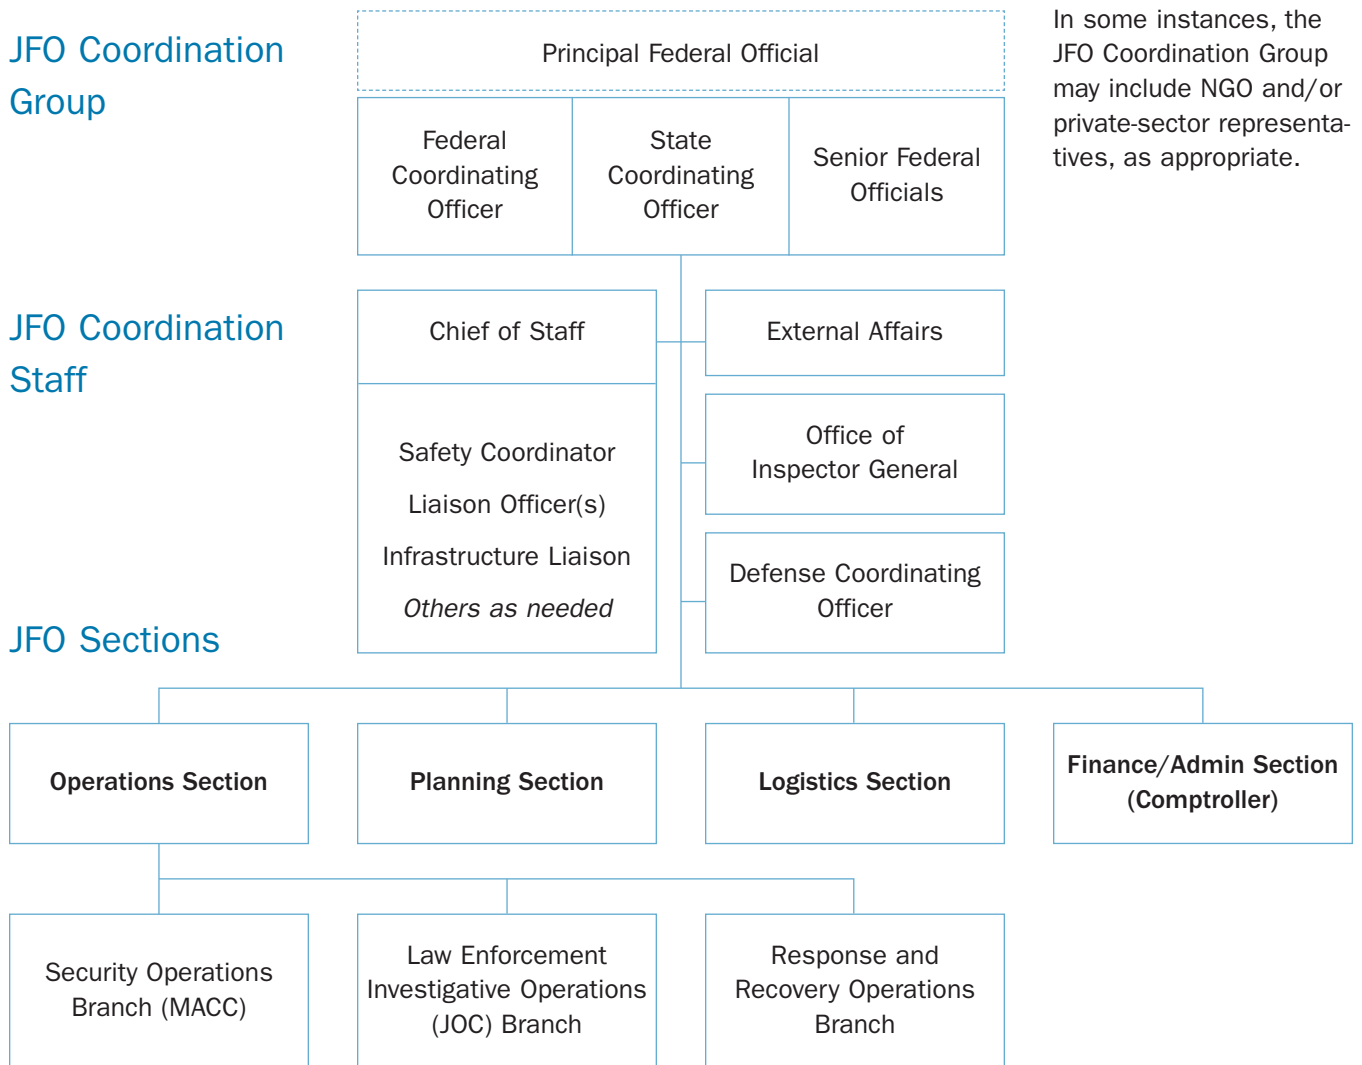 JFO Coordination
Group
Principal Federal Official
In some instances, the
JFO Coordination Group
may include NGO and/or
private-sector representa-
tives, as appropriate.
Federal
Coordinating
Officer
State
Coordinating
Officer
Senior Federal
Officials
JFO Coordination
Staff
Chief of Staff
Safety Coordinator
Liaison Officer(s)
Infrastructure Liaison
Others as needed
External Affairs
Office of
Inspector General
Defense Coordinating
Officer
JFO Sections
Operations Section
Planning Section
Logistics Section
Finance/Admin Section
(Comptroller)
Security Operations
Branch (MACC)
Law Enforcement
Investigative Operations
(JOC) Branch
Response and
Recovery Operations
Branch